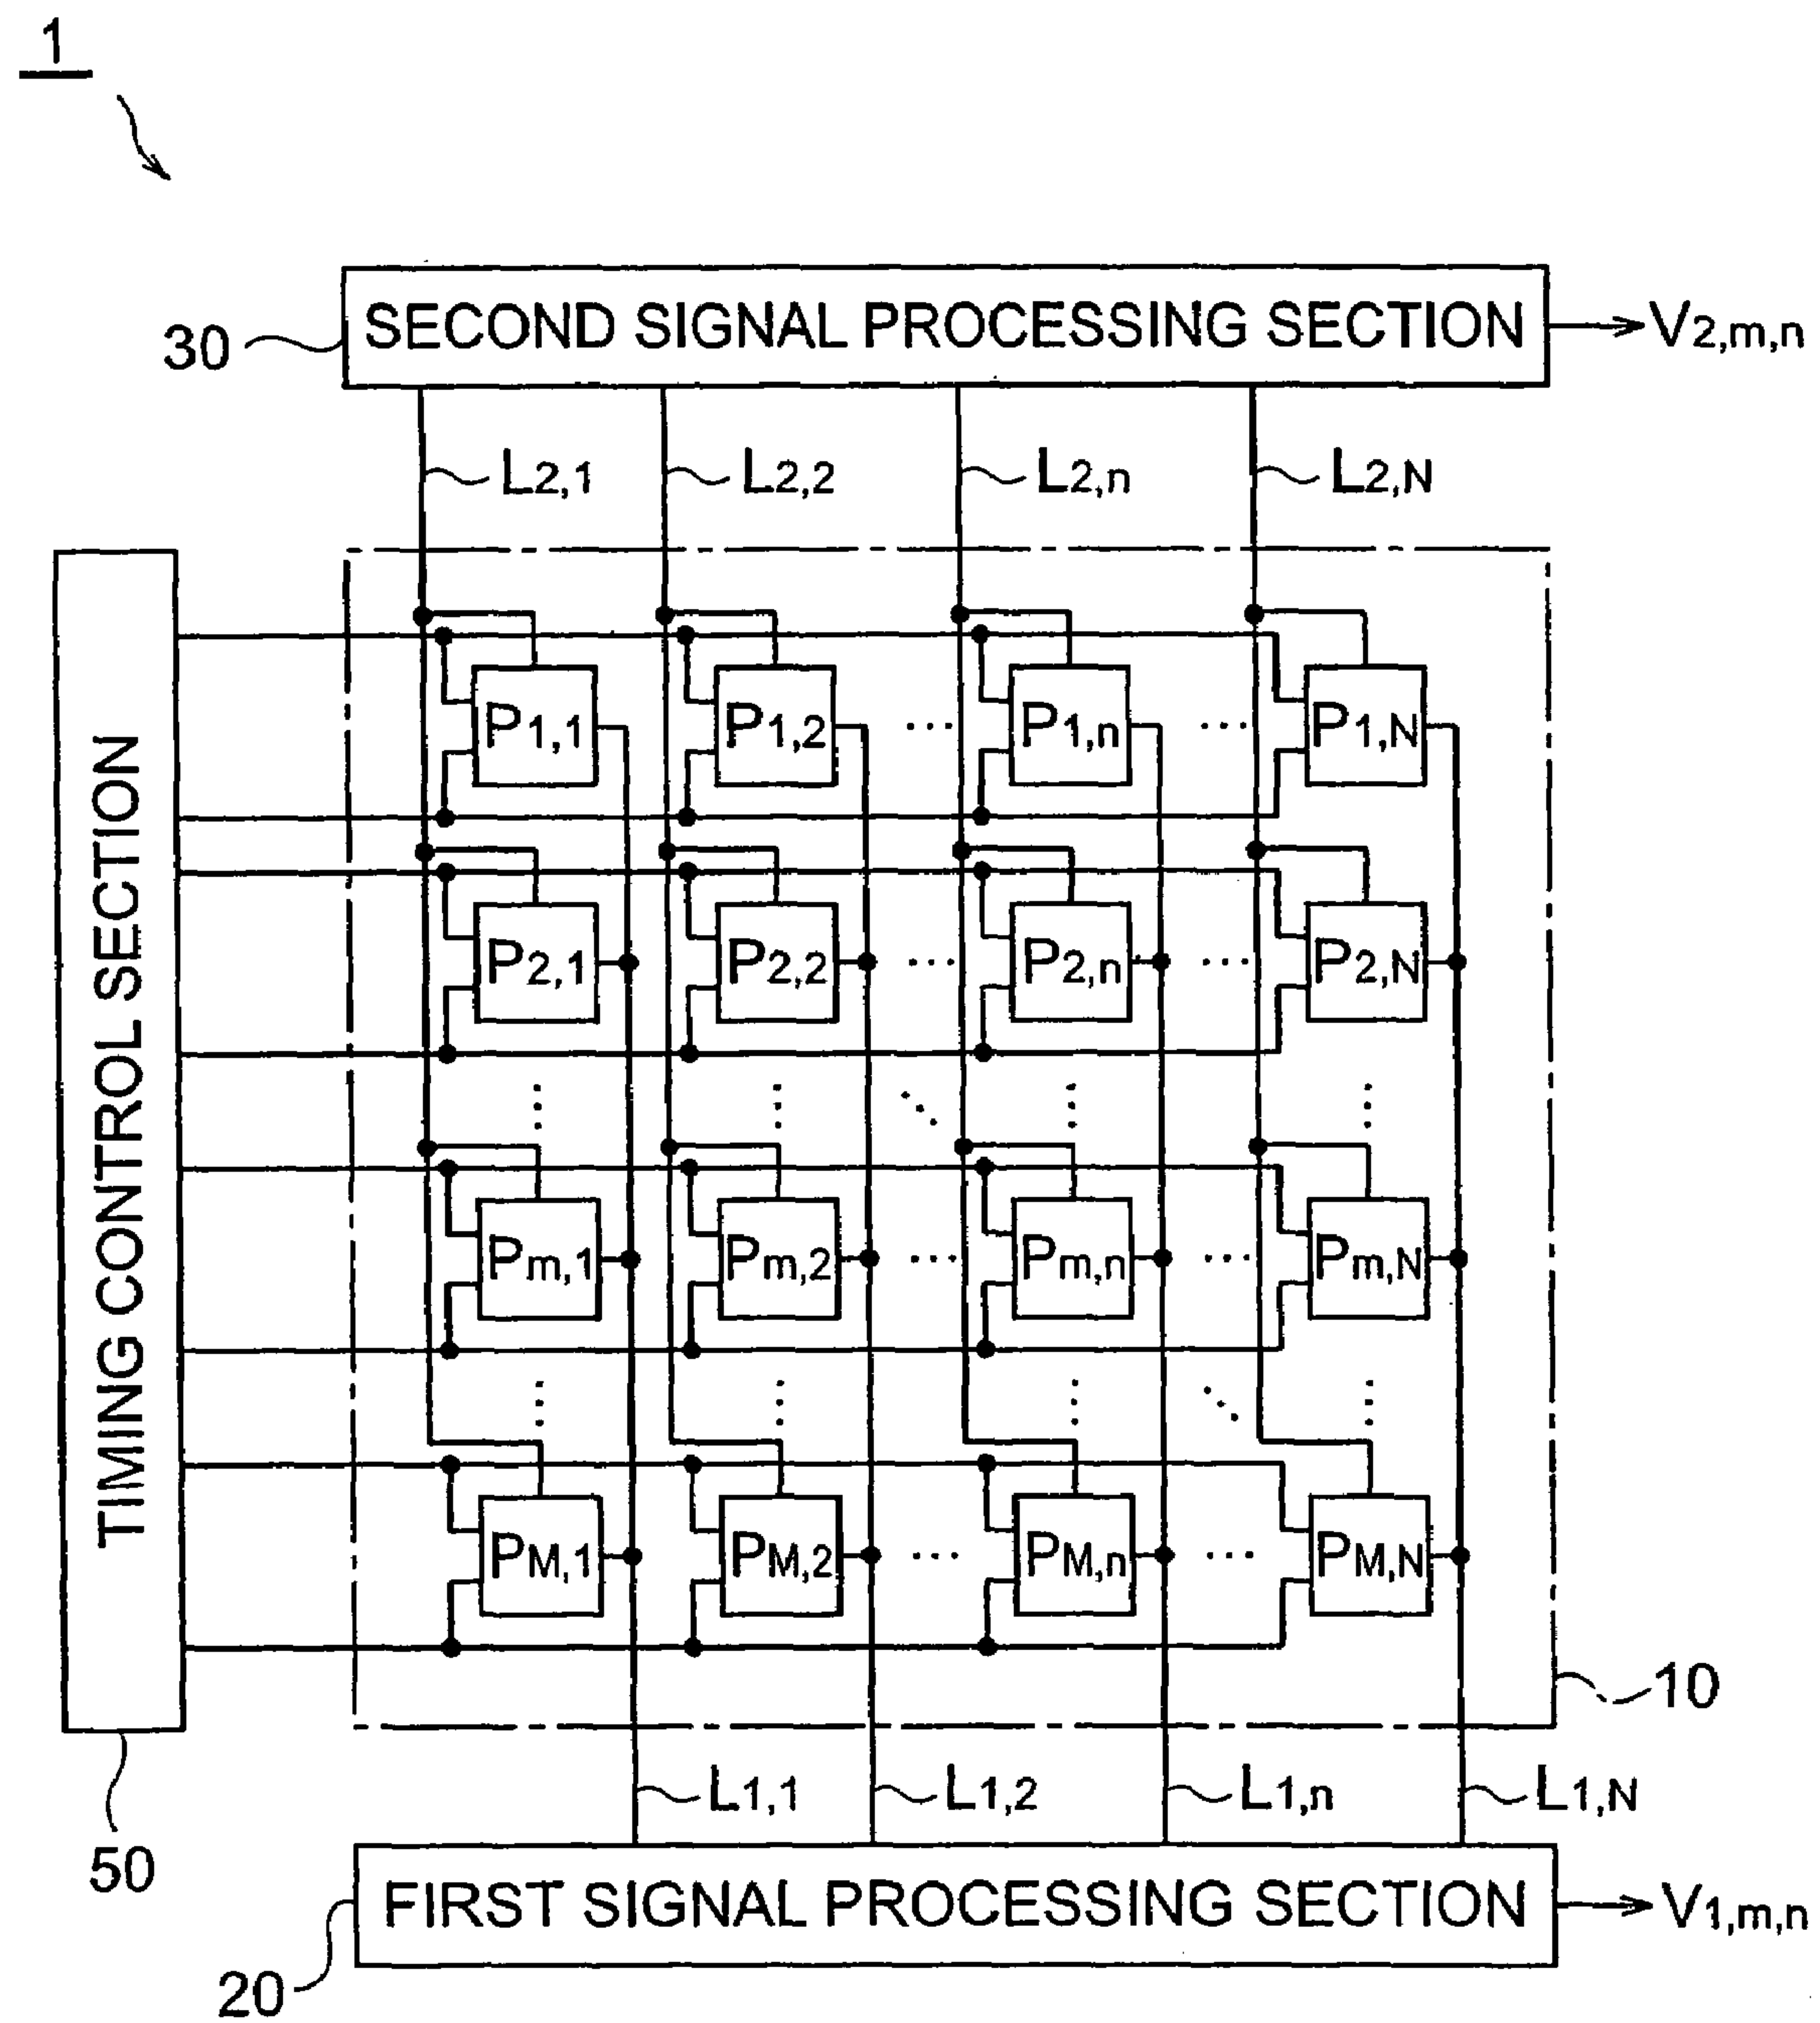 1
SECOND SIGNAL PROCESSING SECTION
V2,m,n
30
L2,1 L2,2 L2,n L2,N
TIMING CONTROL SECTION
P1,1 P1,2 ... P1,n ... P1,N
P2,1 P2,2 ... P2,n ... P2,N
Pm,1 Pm,2 ... Pm,n ... Pm,N
PM,1 PM,2 ... PM,n ... PM,N
10
L1,1 L1,2 L1,n L1,N
50
FIRST SIGNAL PROCESSING SECTION
V1,m,n
20